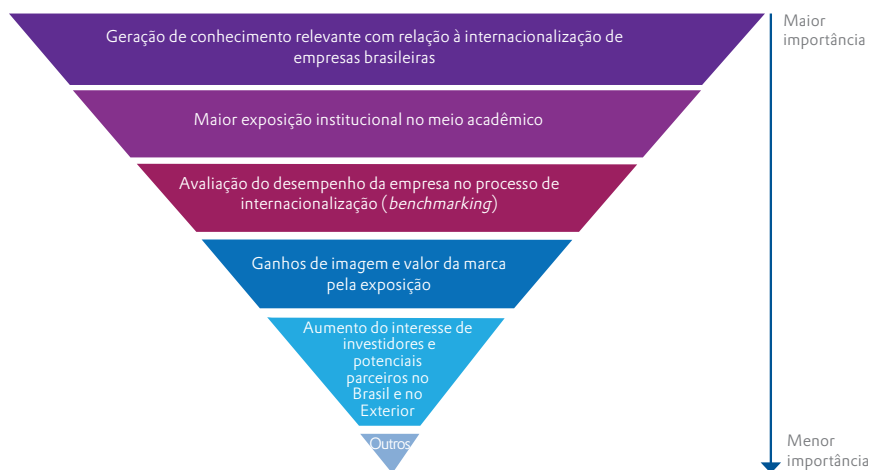 Geração de conhecimento relevante com relação à internacionalização de
empresas brasileiras
Maior
importância
Maior exposição institucional no meio acadêmico
Avaliação do desempenho da empresa no processo de
internacionalização (benchmarking)
Ganhos de imagem e valor da marca
pela exposição
Aumento do interesse de
investidores e
potenciais
parceiros no
Brasil e no
Exterior
Outros
Menor
importância